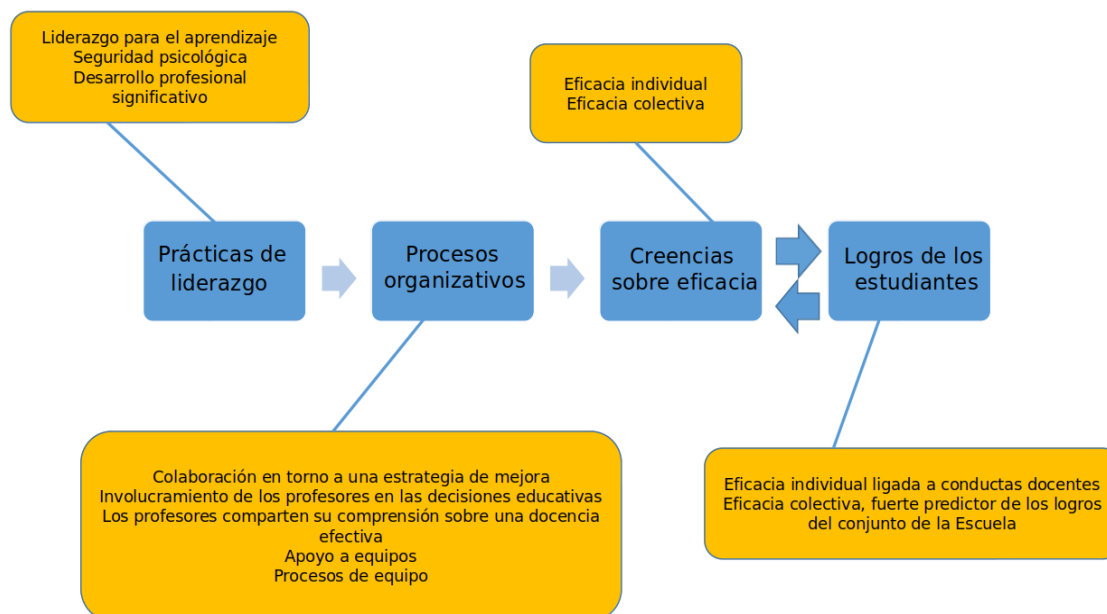 Liderazgo para el aprendizaje
Seguridad psicológica
Desarrollo profesional
significativo
Eficacia individual
Eficacia colectiva
Prácticas de
liderazgo
Procesos
organizativos
Creencias
sobre eficacia
Logros de los
estudiantes
Colaboración en torno a una estrategia de mejora
Involucramiento de los profesores en las decisiones educativas
Los profesores comparten su comprensión sobre una docencia
efectiva
Apoyo a equipos
Procesos de equipo
Eficacia individual ligada a conductas docentes
Eficacia colectiva, fuerte predictor de los logros
del conjunto de la Escuela